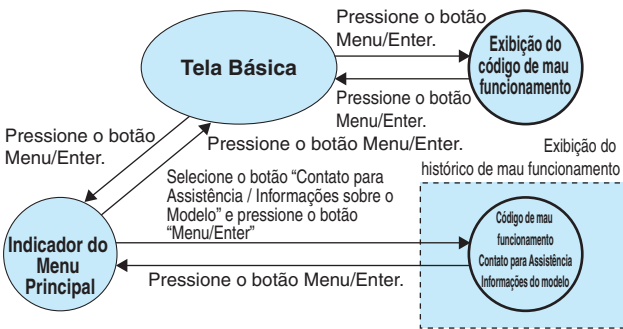 Pressione o botão
Menu/Enter.
Tela Básica
Exibição do
código de mau
funcionamento
Pressione o botão
Menu/Enter.
Pressione o botão
Menu/Enter.
Pressione o botão Menu/Enter.
Exibição do
histórico de mau funcionamento
Selecione o botão “Contato para
Assistência / Informações sobre o
Modelo” e pressione o botão
“Menu/Enter”
Indicador do
Menu
Principal
Código de mau
funcionamento
Contato para Assistência
Informações do modelo
Pressione o botão Menu/Enter.